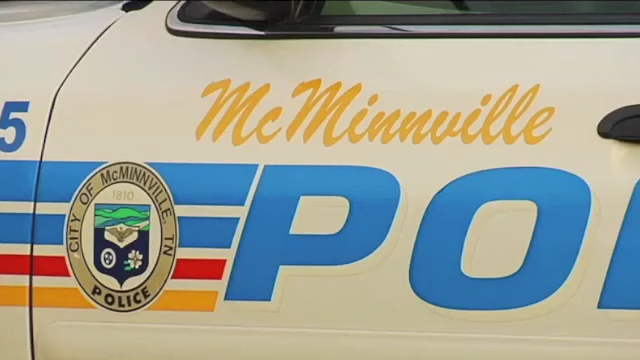 McMinnville
5
PO
CITY OF McMINNVILLE, TN
1810
POLICE